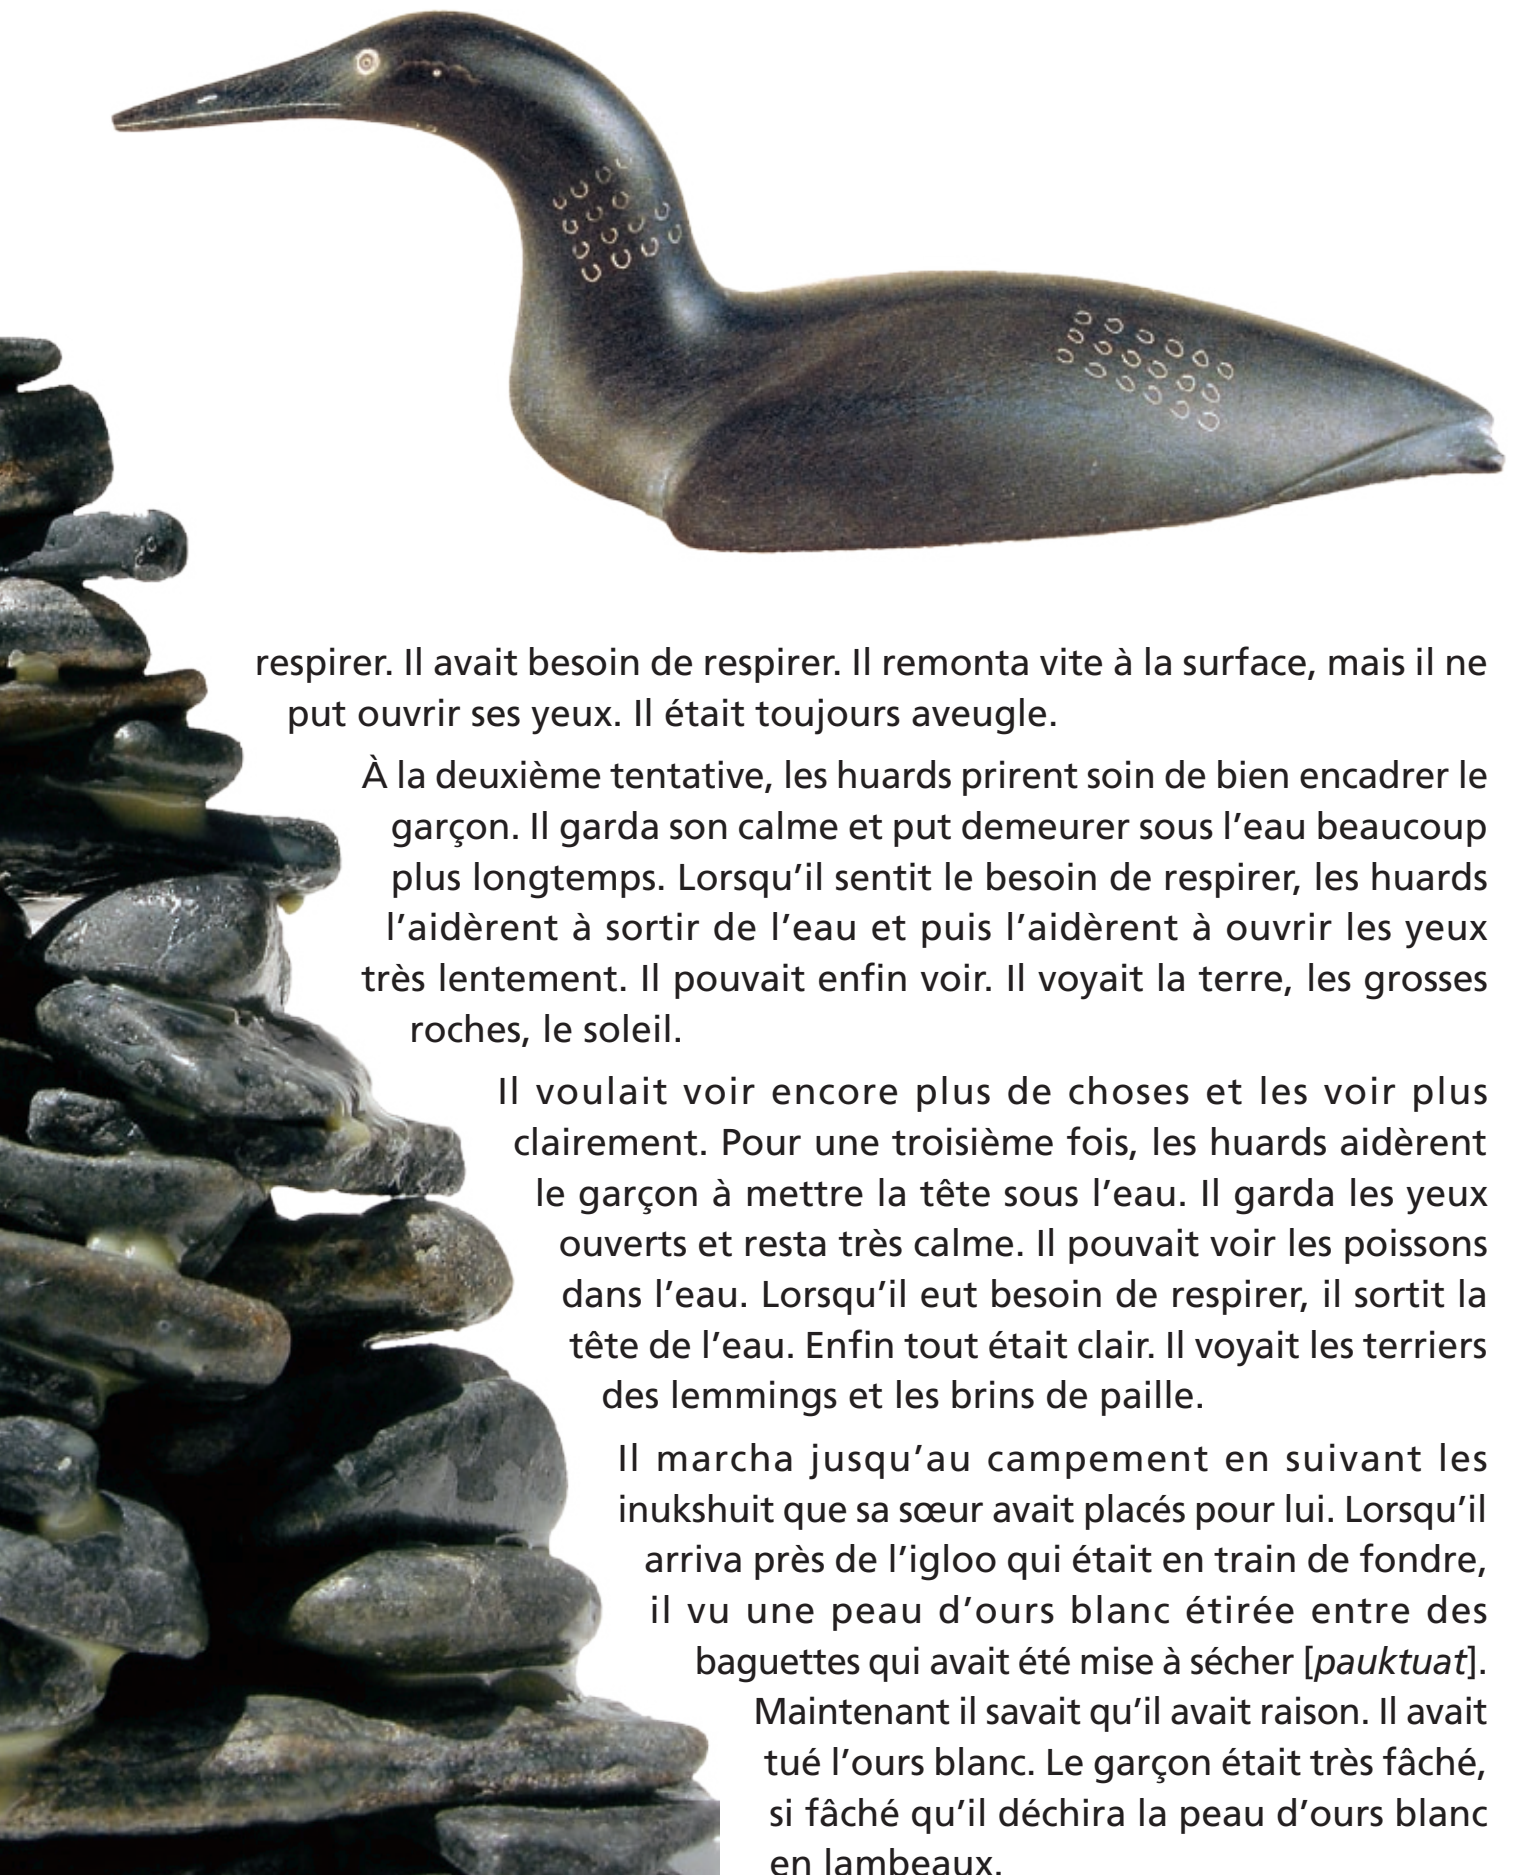 respirer. Il avait besoin de respirer. Il remonta vite à la surface, mais il ne
put ouvrir ses yeux. Il était toujours aveugle.
À la deuxième tentative, les huards prirent soin de bien encadrer le
garçon. Il garda son calme et put demeurer sous l’eau beaucoup
plus longtemps. Lorsqu’il sentit le besoin de respirer, les huards
l’aidèrent à sortir de l’eau et puis l’aidèrent à ouvrir les yeux
très lentement. Il pouvait enfin voir. Il voyait la terre, les grosses
roches, le soleil.
Il voulait voir encore plus de choses et les voir plus
clairement. Pour une troisième fois, les huards aidèrent
le garçon à mettre la tête sous l’eau. Il garda les yeux
ouverts et resta très calme. Il pouvait voir les poissons
dans l’eau. Lorsqu’il eut besoin de respirer, il sortit la
tête de l’eau. Enfin tout était clair. Il voyait les terriers
des lemmings et les brins de paille.
Il marcha jusqu’au campement en suivant les
inukshuit que sa sœur avait placés pour lui. Lorsqu’il
arriva près de l’igloo qui était en train de fondre,
il vu une peau d’ours blanc étirée entre des
baguettes qui avait été mise à sécher [pauktuat].
Maintenant il savait qu’il avait raison. Il avait
tué l’ours blanc. Le garçon était très fâché,
si fâché qu’il déchira la peau d’ours blanc
en lambeaux.